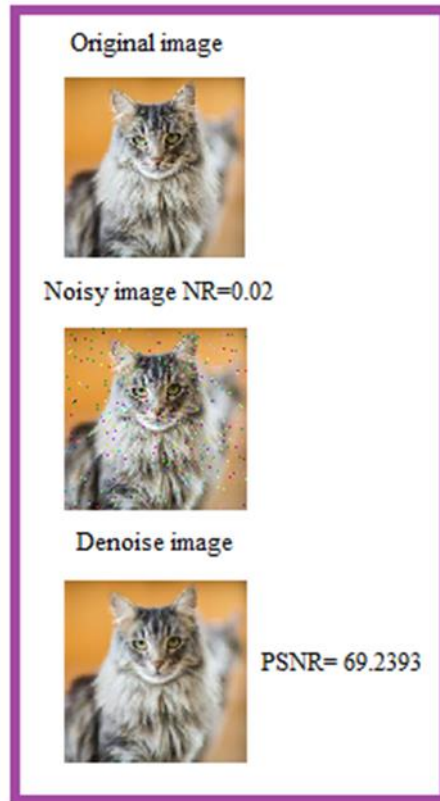 Original image
Noisy image NR=0.02
Denoise image
PSNR= 69.2393